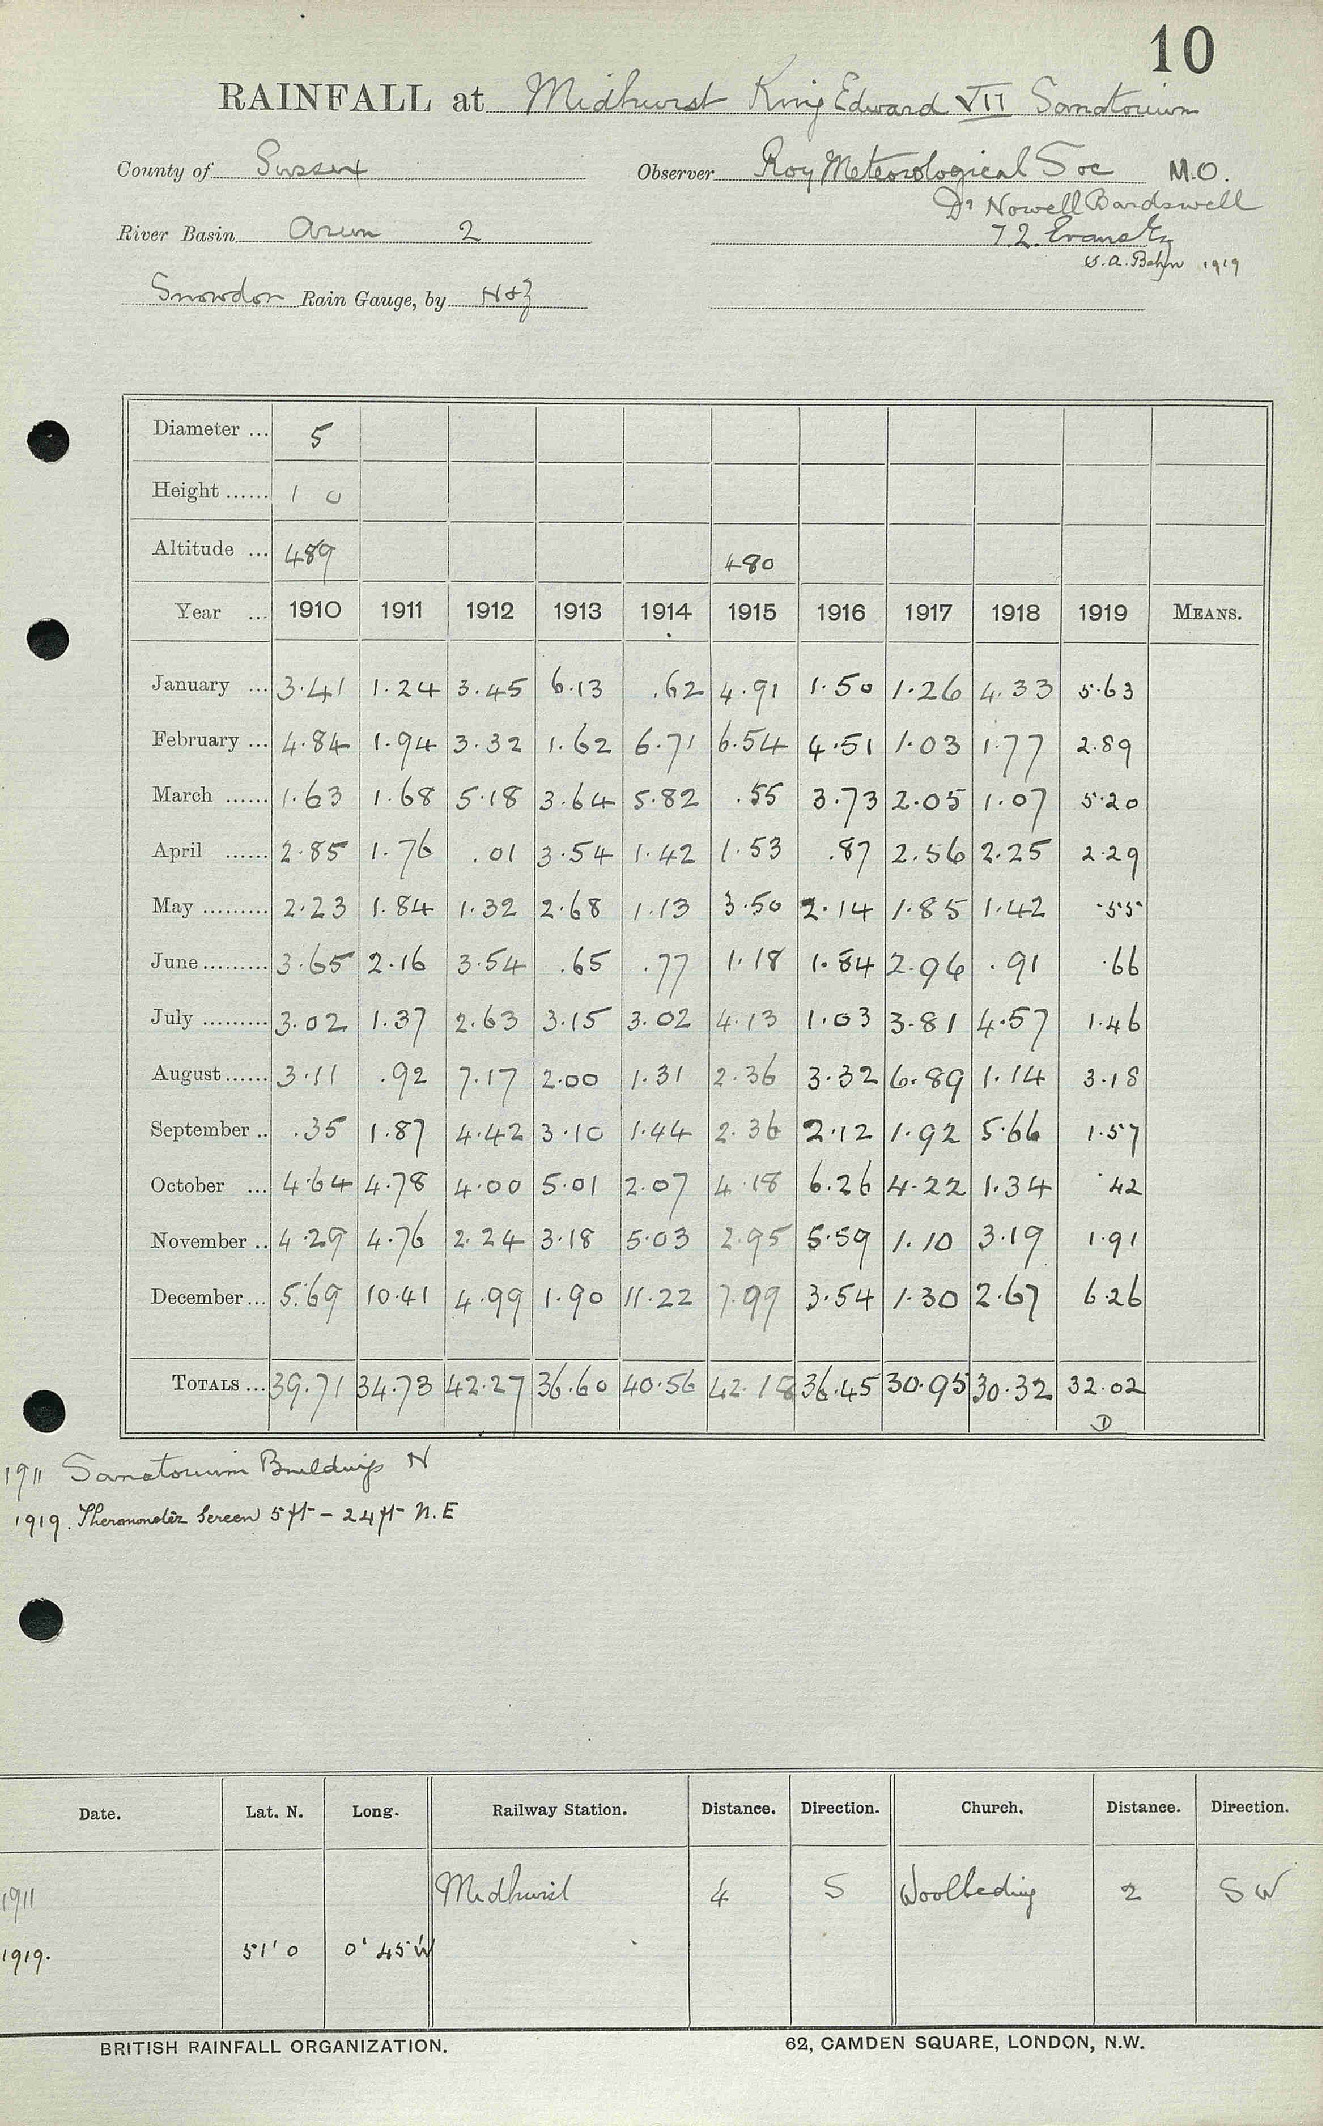 10
RAINFALL at Midhurst King Edward VII Sanatorium
County of Sussex Observer Roy Meteorological Soc M.O.
Dr Nowell Bardswell
River Basin Arun 2 Evans
1919
Snowdon Rain Gauge, by N&Z
Diameter ... 5
Height ...... 1 0
Altitude ... 489 480
Year ... 1910 1911 1912 1913 1914 1915 1916 1917 1918 1919 MEANS.
January ... 3.41 1.24 3.45 6.13 .62 4.91 1.50 1.26 4.33 5.63
February ... 4.84 1.94 3.32 1.62 6.71 6.54 4.51 1.03 1.77 2.89
March ...... 1.63 1.68 5.18 3.64 5.82 .55 3.73 2.05 1.07 5.20
April ...... 2.85 1.76 .01 3.54 1.42 1.53 .87 2.56 2.25 2.29
May ......... 2.23 1.84 1.32 2.68 1.13 3.50 2.14 1.85 1.42 .55
June ......... 3.65 2.16 3.54 .65 .77 1.18 1.84 2.96 .91 .66
July ......... 3.02 1.37 2.63 3.15 3.02 4.13 1.03 3.81 4.57 1.46
August ...... 3.11 .92 7.17 2.00 1.31 2.36 3.32 6.89 1.14 3.18
September .. .35 1.87 4.42 3.10 1.44 2.36 2.12 1.92 5.66 1.57
October ... 4.64 4.78 4.00 5.01 2.07 4.18 6.26 4.22 1.34 .42
November .. 4.29 4.76 2.24 3.18 5.03 2.95 5.59 1.10 3.19 1.91
December ... 5.69 10.41 4.99 1.90 11.22 7.99 3.54 1.30 2.67 6.26
TOTALS ... 39.71 34.73 42.27 36.60 40.56 42.18 36.45 30.95 30.32 32.02
D
1911 Sanatorium Buildings N
1919. Thermometer Screen 5 ft - 24 ft N.E
Date. Lat. N. Long. Railway Station. Distance. Direction. Church. Distance. Direction.
1911 Midhurst 4 S Woolbeding 2 SW
1919. 51° 0 0° 45' W
BRITISH RAINFALL ORGANIZATION. 62, CAMDEN SQUARE, LONDON, N.W.